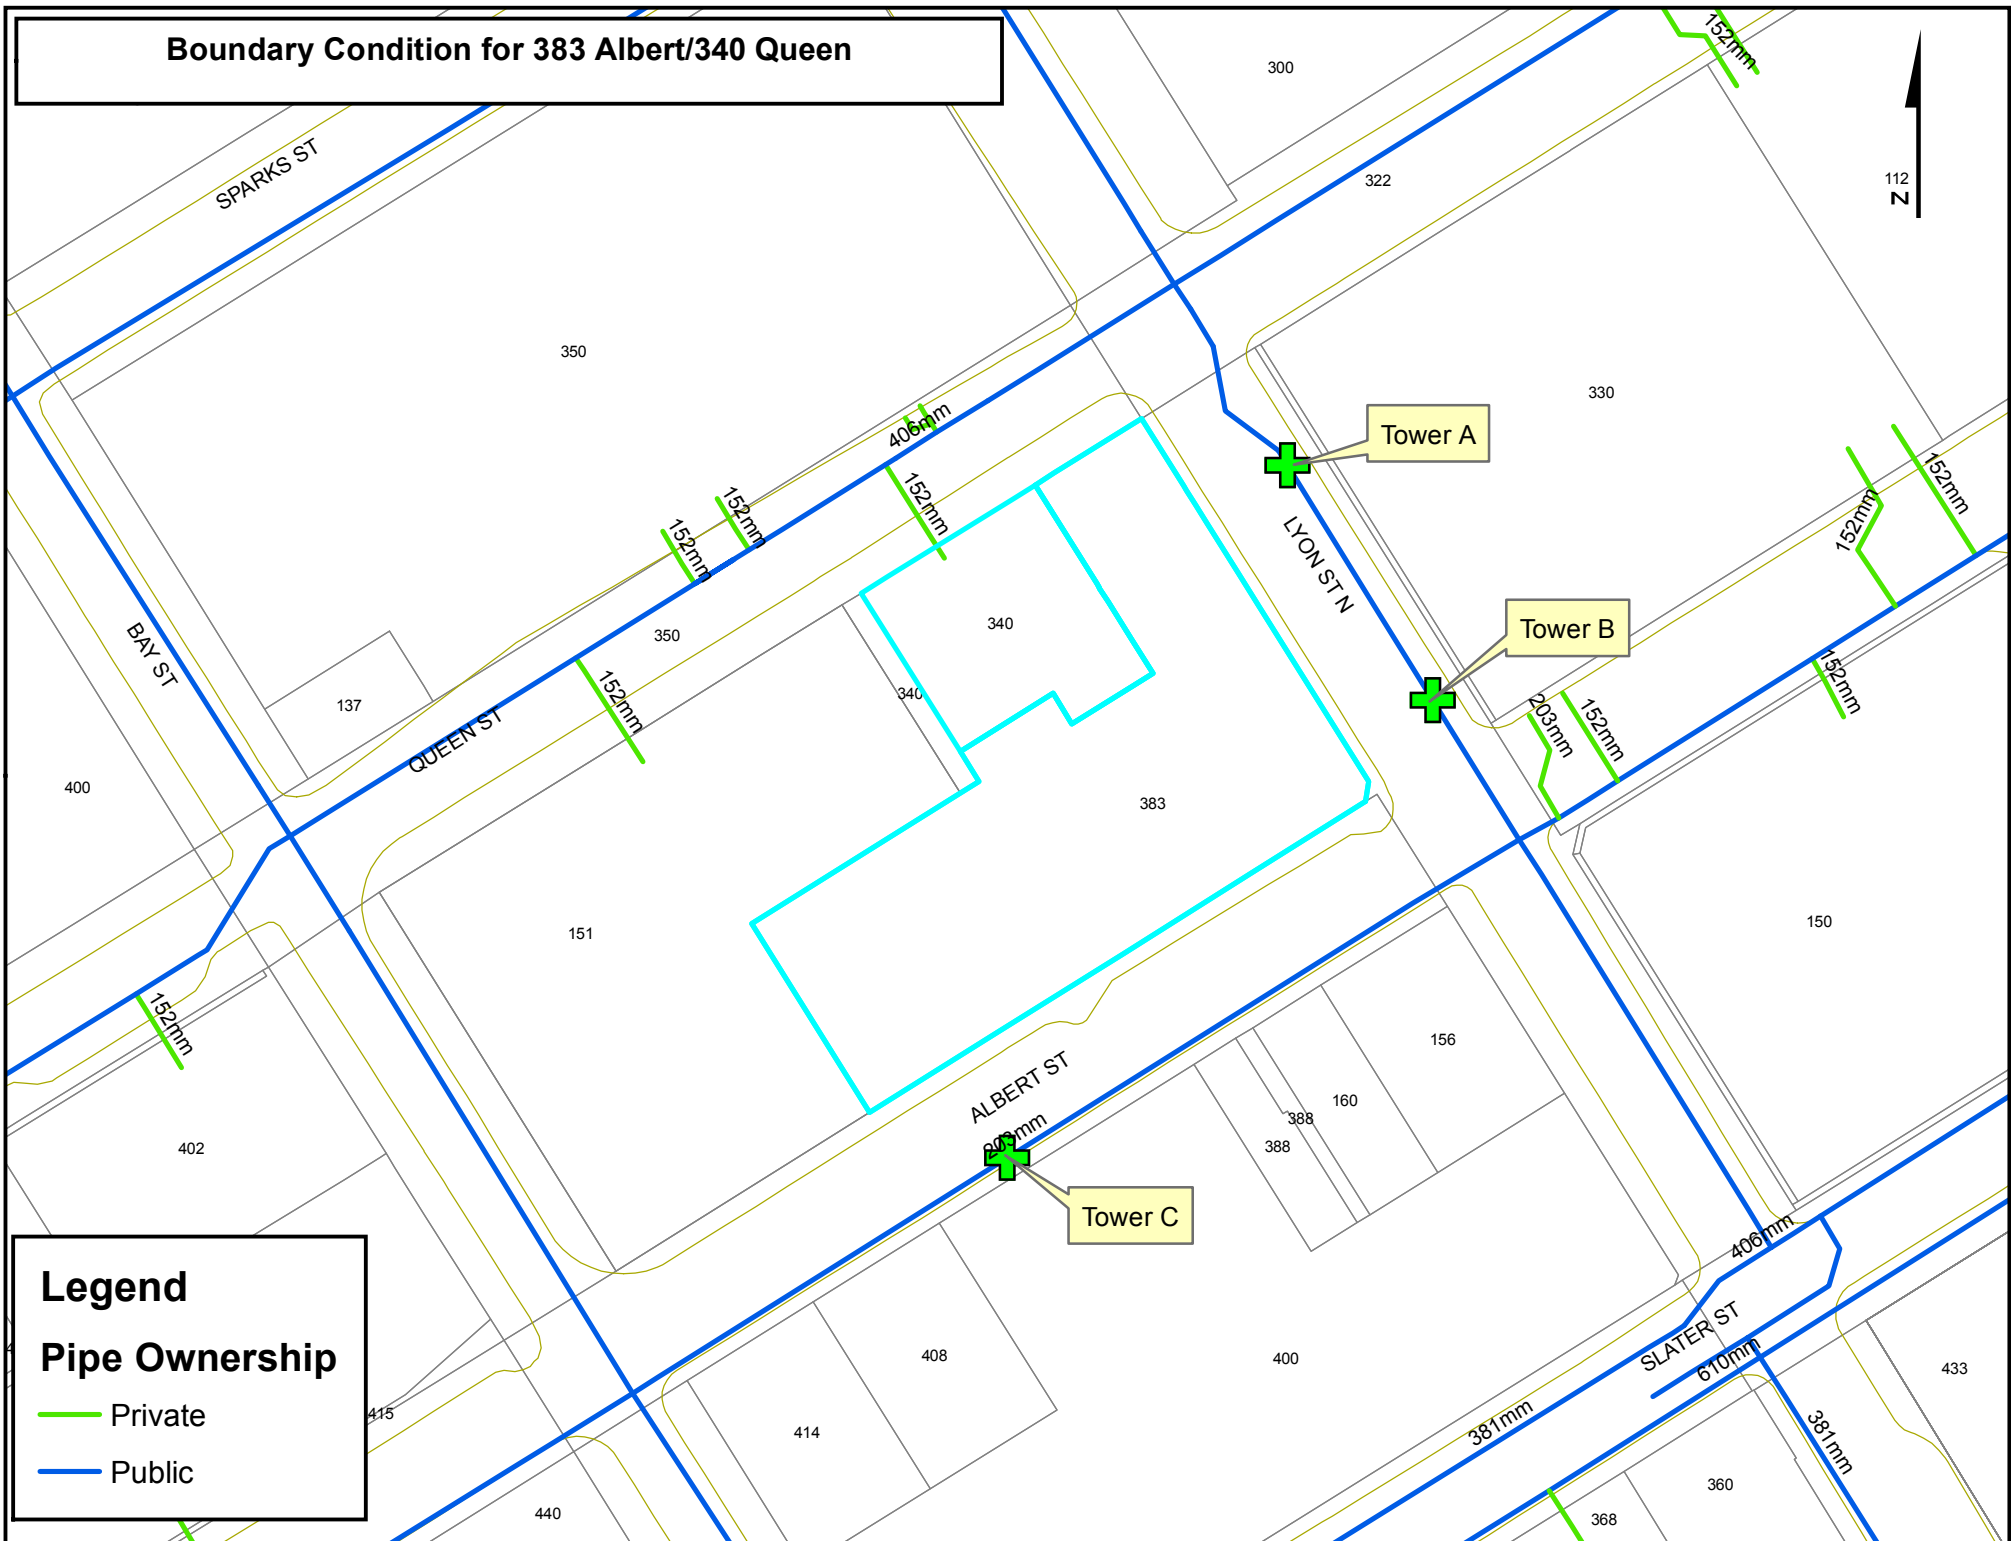 Boundary Condition for 383 Albert/340 Queen
152mm
300
SPARKS ST
322
112
N
350
330
406mm
Tower A
152mm
152mm
152mm
152mm
152mm
LYON ST N
340
Tower B
350
BAY ST
152mm
340
137
152mm
203mm
152mm
QUEEN ST
400
383
151
150
152mm
156
ALBERT ST
160
388
388
203mm
402
Tower C
406mm
Legend
SLATER ST
Pipe Ownership
408
400
610mm
433
Private
415
414
381mm
381mm
Public
360
440
368